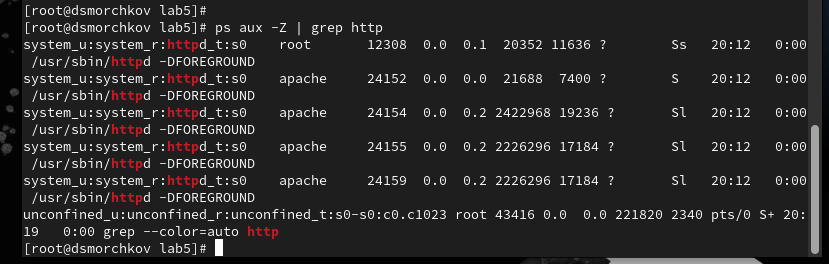 [root@dsmorchkov lab5]#
[root@dsmorchkov lab5]# ps aux -Z | grep http
system_u:system_r:httpd_t:s0    root       12308  0.0  0.1  20352 11636 ?        Ss   20:12   0:00
 /usr/sbin/httpd -DFOREGROUND
system_u:system_r:httpd_t:s0    apache     24152  0.0  0.0  21688  7400 ?        S    20:12   0:00
 /usr/sbin/httpd -DFOREGROUND
system_u:system_r:httpd_t:s0    apache     24154  0.0  0.2 2422968 19236 ?       Sl   20:12   0:00
 /usr/sbin/httpd -DFOREGROUND
system_u:system_r:httpd_t:s0    apache     24155  0.0  0.2 2226296 17184 ?       Sl   20:12   0:00
 /usr/sbin/httpd -DFOREGROUND
system_u:system_r:httpd_t:s0    apache     24159  0.0  0.2 2226296 17184 ?       Sl   20:12   0:00
 /usr/sbin/httpd -DFOREGROUND
unconfined_u:unconfined_r:unconfined_t:s0-s0:c0.c1023 root 43416 0.0  0.0 221820 2340 pts/0 S+ 20:
19   0:00 grep --color=auto http
[root@dsmorchkov lab5]#